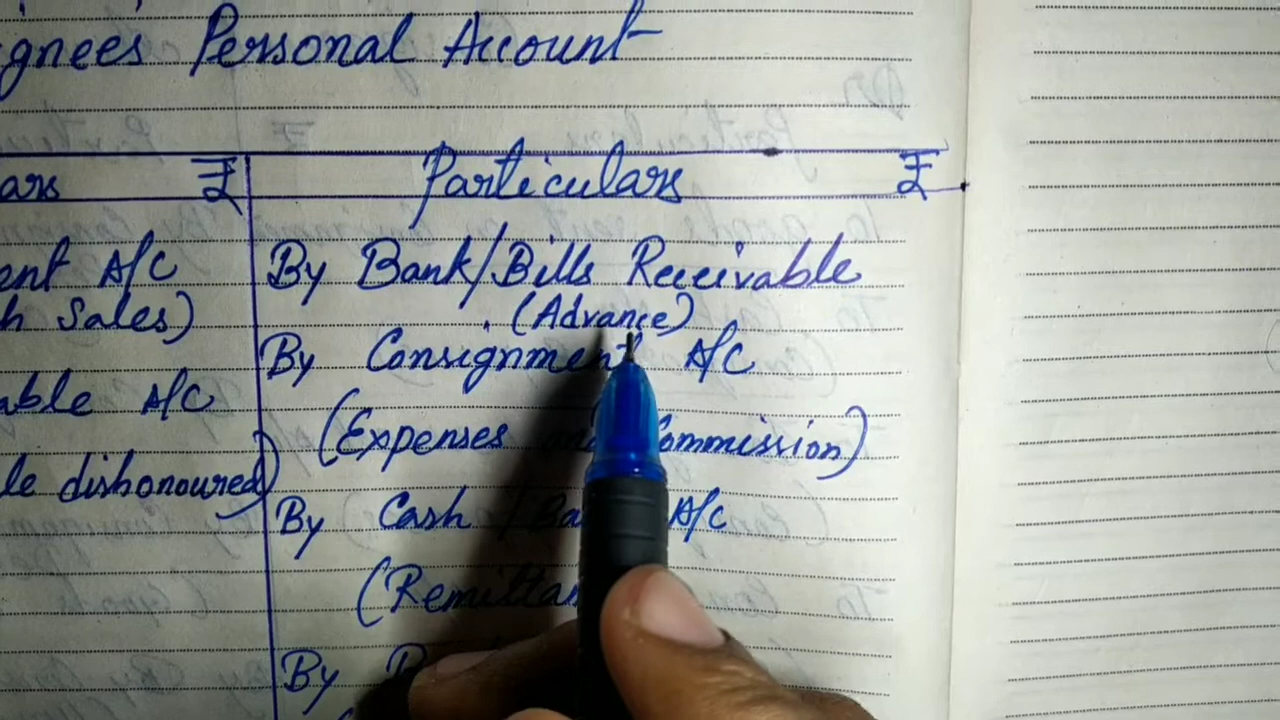 ignees Personal Account
ars ₹ Particulars ₹
ent A/C By Bank/Bills Receivable
h Sales) (Advance)
By Consignment A/C
able A/C
(Expenses Commission)
le dishonoured)
By Cash / A/C
(Remittan
By